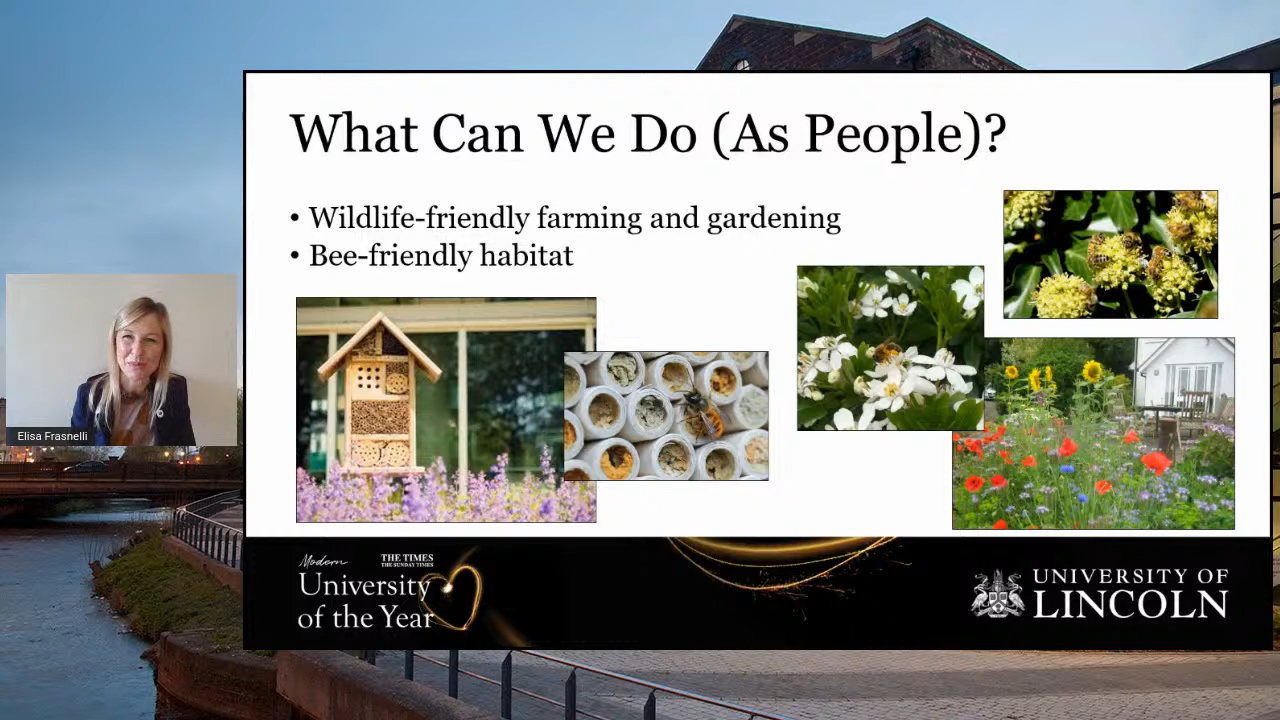 What Can We Do (As People)?
• Wildlife-friendly farming and gardening
• Bee-friendly habitat
Elisa Frasnelli
Modern
THE TIMES
THE SUNDAY TIMES
University
of the Year
UNIVERSITY OF
LINCOLN